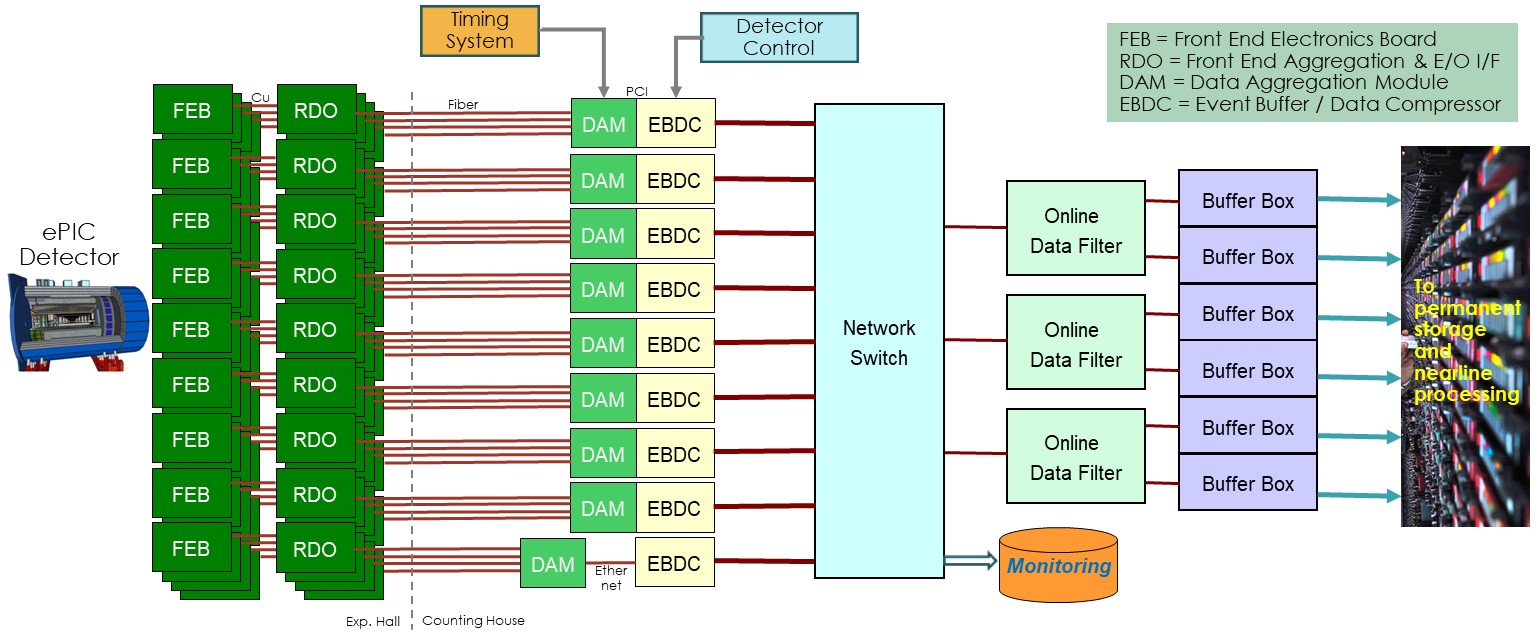 Timing
System
Detector
Control
FEB = Front End Electronics Board
RDO = Front End Aggregation & E/O I/F
DAM = Data Aggregation Module
EBDC = Event Buffer / Data Compressor
Cu
Fiber
PCI
FEB
RDO
DAM
EBDC
FEB
RDO
DAM
EBDC
FEB
RDO
DAM
EBDC
FEB
RDO
DAM
EBDC
FEB
RDO
DAM
EBDC
FEB
RDO
DAM
EBDC
FEB
RDO
DAM
EBDC
FEB
RDO
DAM
EBDC
FEB
RDO
DAM
Ether
net
EBDC
ePIC
Detector
Network
Switch
Online
Data Filter
Online
Data Filter
Online
Data Filter
Buffer Box
Buffer Box
Buffer Box
Buffer Box
Buffer Box
Buffer Box
To
permanent
storage
and
nearline
processing
Monitoring
Exp. Hall
Counting House